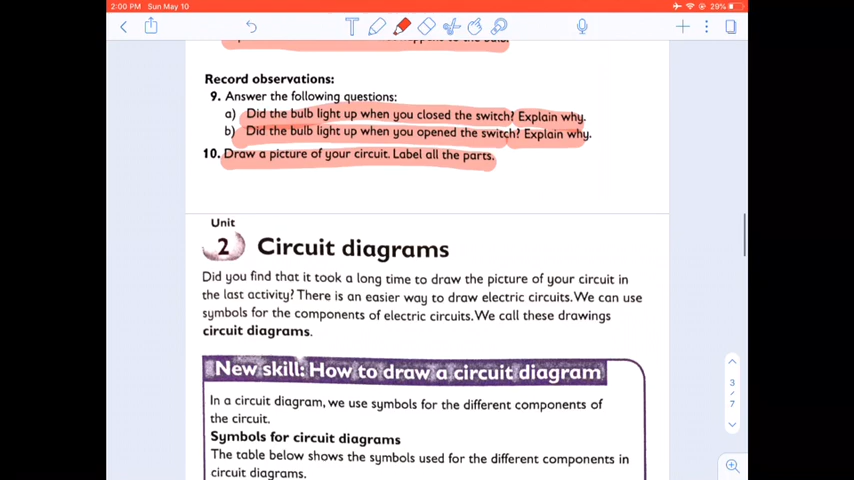 2:00 PM Sun May 10
29%
Record observations:
9. Answer the following questions:
a) Did the bulb light up when you closed the switch? Explain why.
b) Did the bulb light up when you opened the switch? Explain why.
10. Draw a picture of your circuit. Label all the parts.
Unit
2 Circuit diagrams
Did you find that it took a long time to draw the picture of your circuit in
the last activity? There is an easier way to draw electric circuits. We can use
symbols for the components of electric circuits. We call these drawings
circuit diagrams.
New skill: How to draw a circuit diagram
In a circuit diagram, we use symbols for the different components of
the circuit.
Symbols for circuit diagrams
The table below shows the symbols used for the different components in
circuit diagrams.
3
7